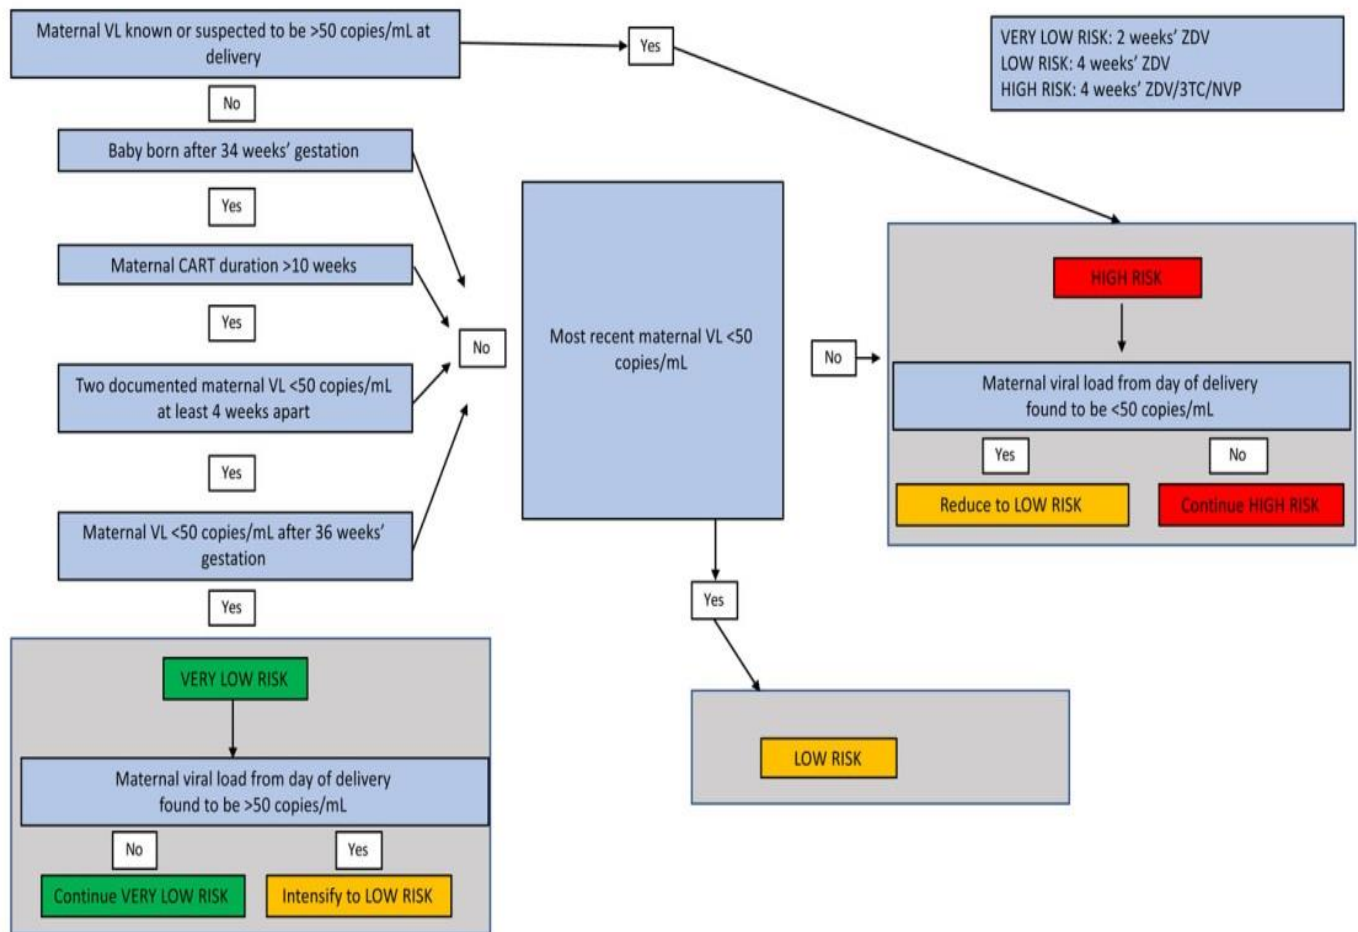 Maternal VL known or suspected to be >50 copies/mL at
delivery
Yes
VERY LOW RISK: 2 weeks’ ZDV
LOW RISK: 4 weeks’ ZDV
HIGH RISK: 4 weeks’ ZDV/3TC/NVP
No
Baby born after 34 weeks’ gestation
Yes
Maternal CART duration >10 weeks
Yes
No
Two documented maternal VL <50 copies/mL
at least 4 weeks apart
Yes
Maternal VL <50 copies/mL after 36 weeks’
gestation
Yes
Most recent maternal VL <50
copies/mL
No
HIGH RISK
Maternal viral load from day of delivery
found to be <50 copies/mL
Yes
No
Reduce to LOW RISK
Continue HIGH RISK
Yes
LOW RISK
VERY LOW RISK
Maternal viral load from day of delivery
found to be >50 copies/mL
No
Yes
Continue VERY LOW RISK
Intensify to LOW RISK